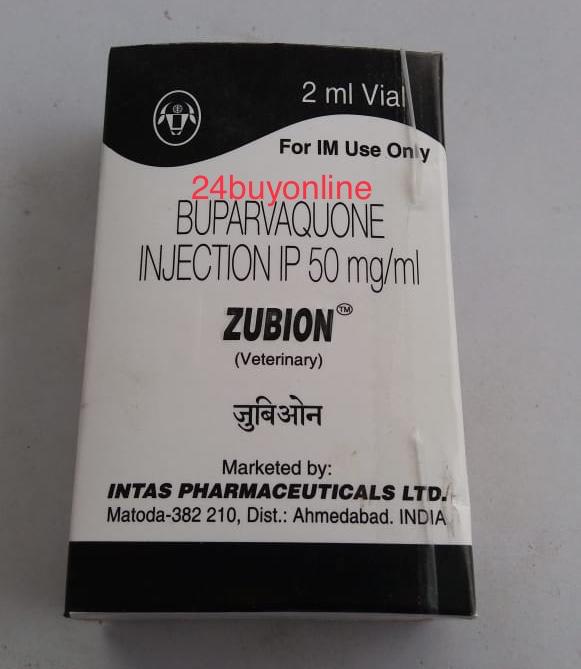 2 ml Vial
For IM Use Only
24buyonline
BUPARVAQUONE
INJECTION IP 50 mg/ml
ZUBION™
(Veterinary)
जुबिओन
Marketed by:
INTAS PHARMACEUTICALS LTD.
Matoda-382 210, Dist.: Ahmedabad. INDIA